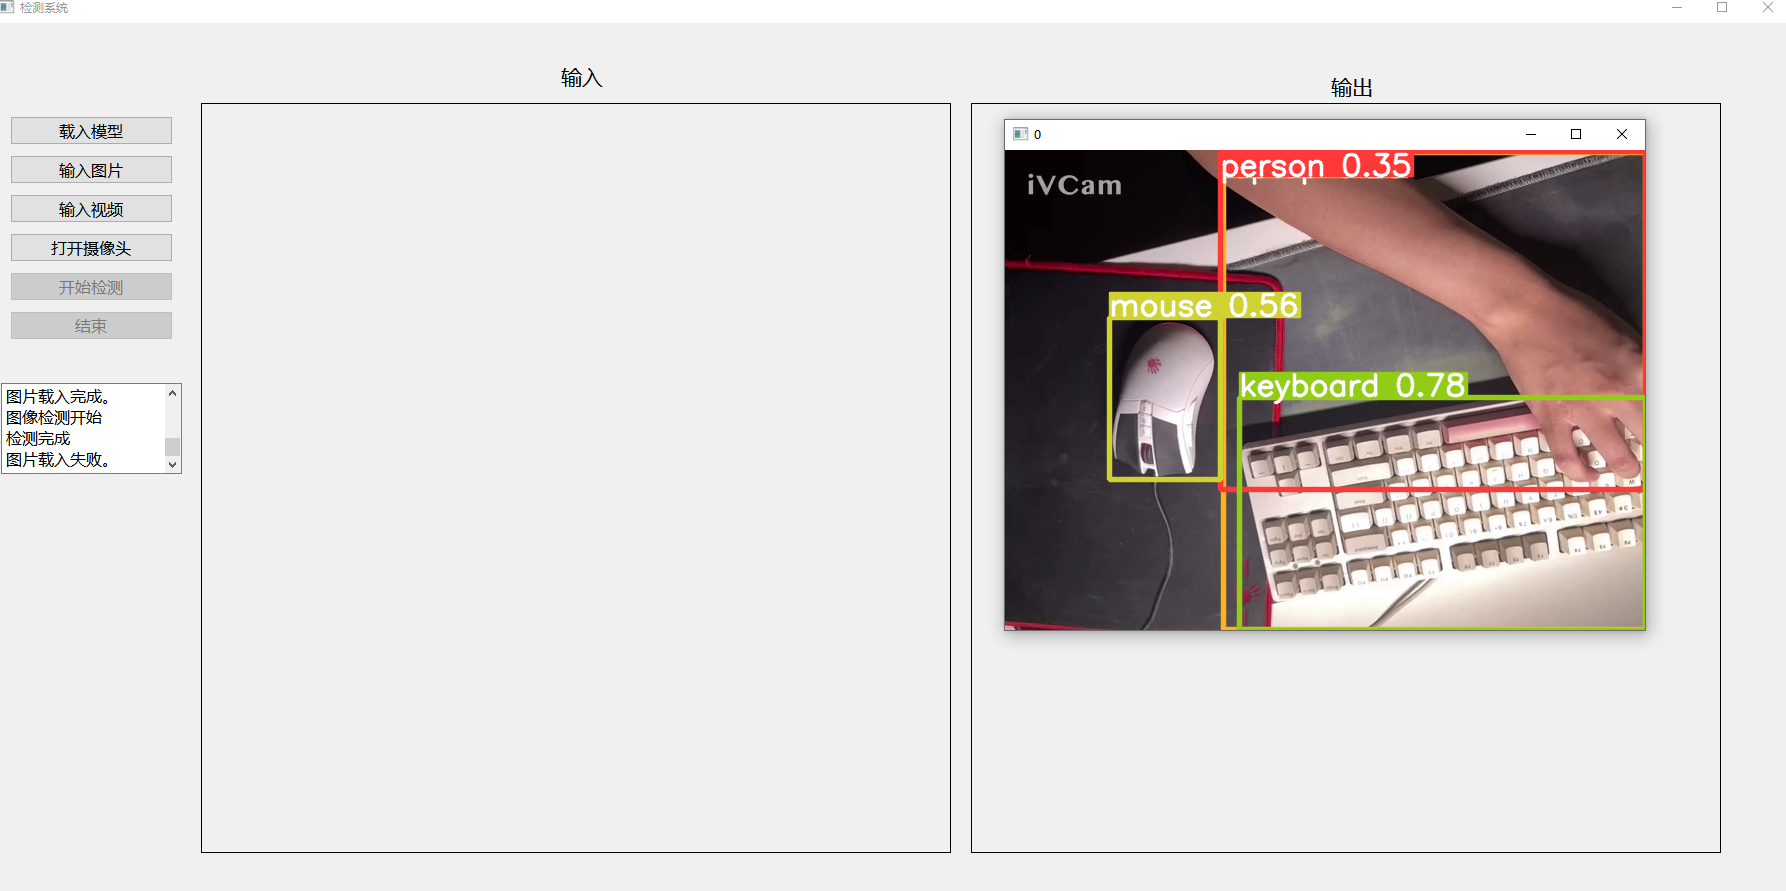 检测系统
输入
输出
载入模型
输入图片
输入视频
打开摄像头
开始检测
结束
图片载入完成。
图像检测开始
检测完成
图片载入失败。
0
iVCam
person 0.35
mouse 0.56
keyboard 0.78